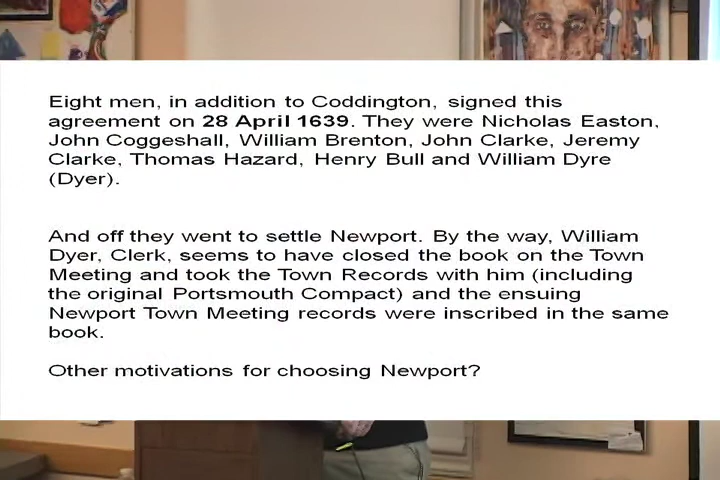 Eight men, in addition to Coddington, signed this
agreement on 28 April 1639. They were Nicholas Easton,
John Coggeshall, William Brenton, John Clarke, Jeremy
Clarke, Thomas Hazard, Henry Bull and William Dyre
(Dyer).
And off they went to settle Newport. By the way, William
Dyer, Clerk, seems to have closed the book on the Town
Meeting and took the Town Records with him (including
the original Portsmouth Compact) and the ensuing
Newport Town Meeting records were inscribed in the same
book.
Other motivations for choosing Newport?